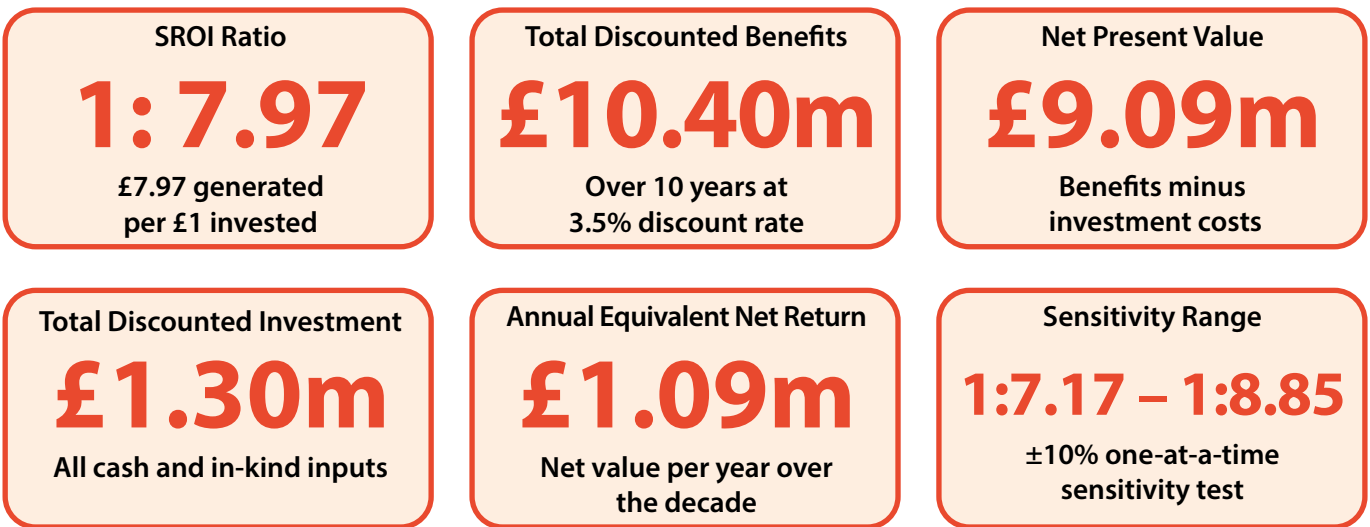 SROI Ratio
1: 7.97
£7.97 generated
per £1 invested
Total Discounted Benefits
£10.40m
Over 10 years at
3.5% discount rate
Net Present Value
£9.09m
Benefits minus
investment costs
Total Discounted Investment
£1.30m
All cash and in-kind inputs
Annual Equivalent Net Return
£1.09m
Net value per year over
the decade
Sensitivity Range
1:7.17 – 1:8.85
±10% one-at-a-time
sensitivity test